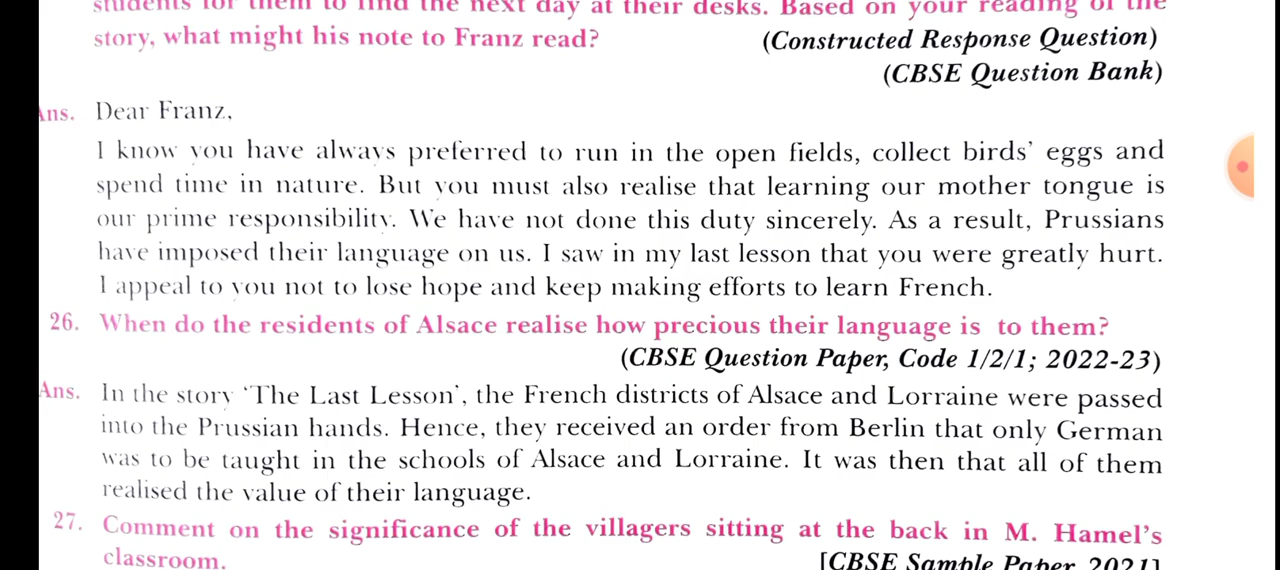 students for them to find the next day at their desks. Based on your reading of the
story, what might his note to Franz read? (Constructed Response Question)
(CBSE Question Bank)
Ans. Dear Franz,
I know you have always preferred to run in the open fields, collect birds’ eggs and
spend time in nature. But you must also realise that learning our mother tongue is
our prime responsibility. We have not done this duty sincerely. As a result, Prussians
have imposed their language on us. I saw in my last lesson that you were greatly hurt.
I appeal to you not to lose hope and keep making efforts to learn French.
26. When do the residents of Alsace realise how precious their language is to them?
(CBSE Question Paper, Code 1/2/1; 2022-23)
Ans. In the story ‘The Last Lesson’, the French districts of Alsace and Lorraine were passed
into the Prussian hands. Hence, they received an order from Berlin that only German
was to be taught in the schools of Alsace and Lorraine. It was then that all of them
realised the value of their language.
27. Comment on the significance of the villagers sitting at the back in M. Hamel’s
classroom. [CBSE Sample Paper, 2021]